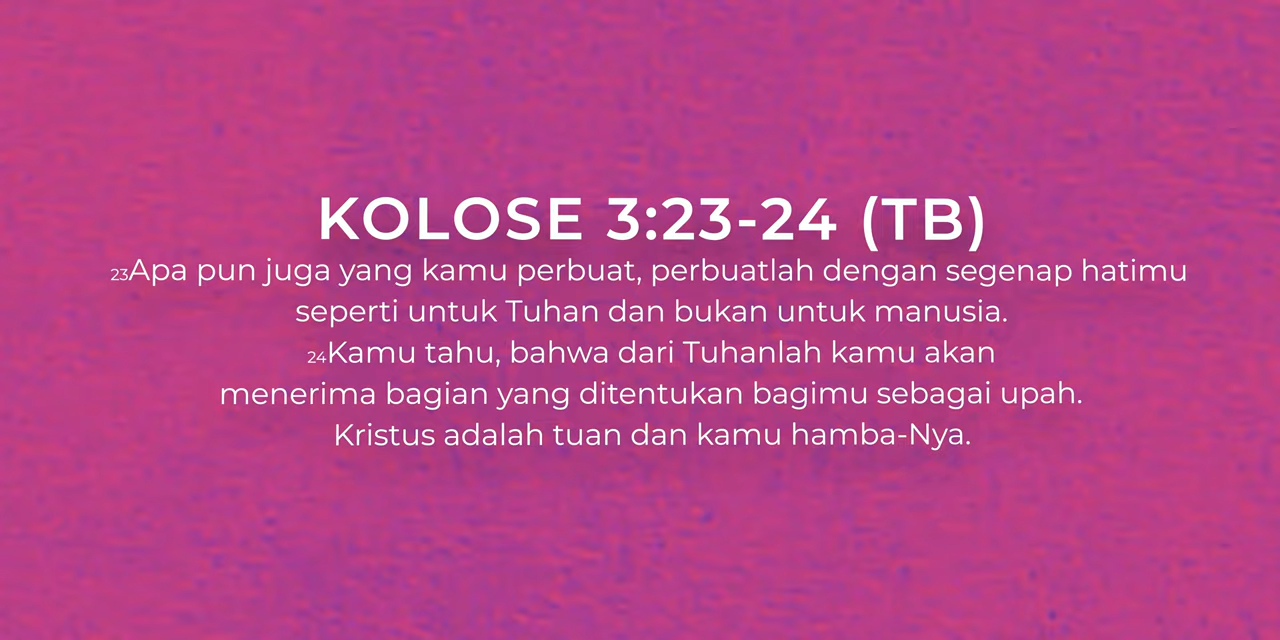 KOLOSE 3:23-24 (TB)
23Apa pun juga yang kamu perbuat, perbuatlah dengan segenap hatimu
seperti untuk Tuhan dan bukan untuk manusia.
24Kamu tahu, bahwa dari Tuhanlah kamu akan
menerima bagian yang ditentukan bagimu sebagai upah.
Kristus adalah tuan dan kamu hamba-Nya.